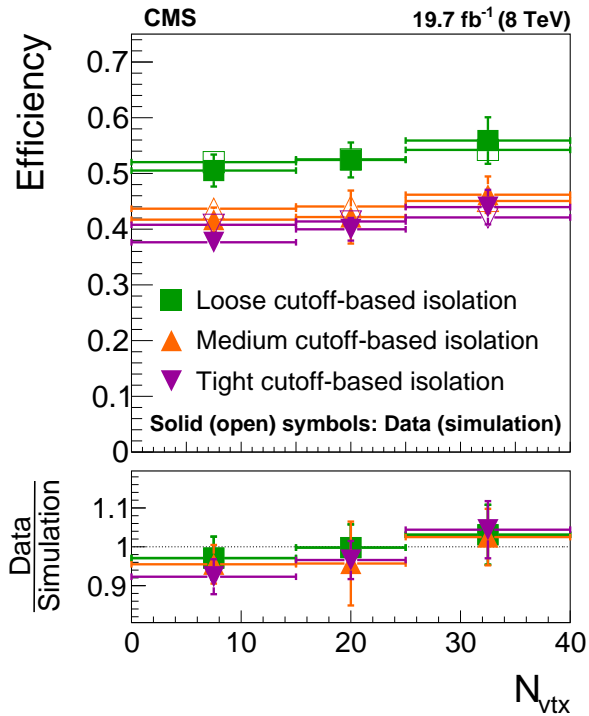 CMS 19.7 fb⁻¹ (8 TeV)
Efficiency
0.7
0.6
0.5
0.4
0.3
0.2
0.1
0
Loose cutoff-based isolation
Medium cutoff-based isolation
Tight cutoff-based isolation
Solid (open) symbols: Data (simulation)
Data
Simulation
1.1
1
0.9
0 10 20 30 40
N_vtx